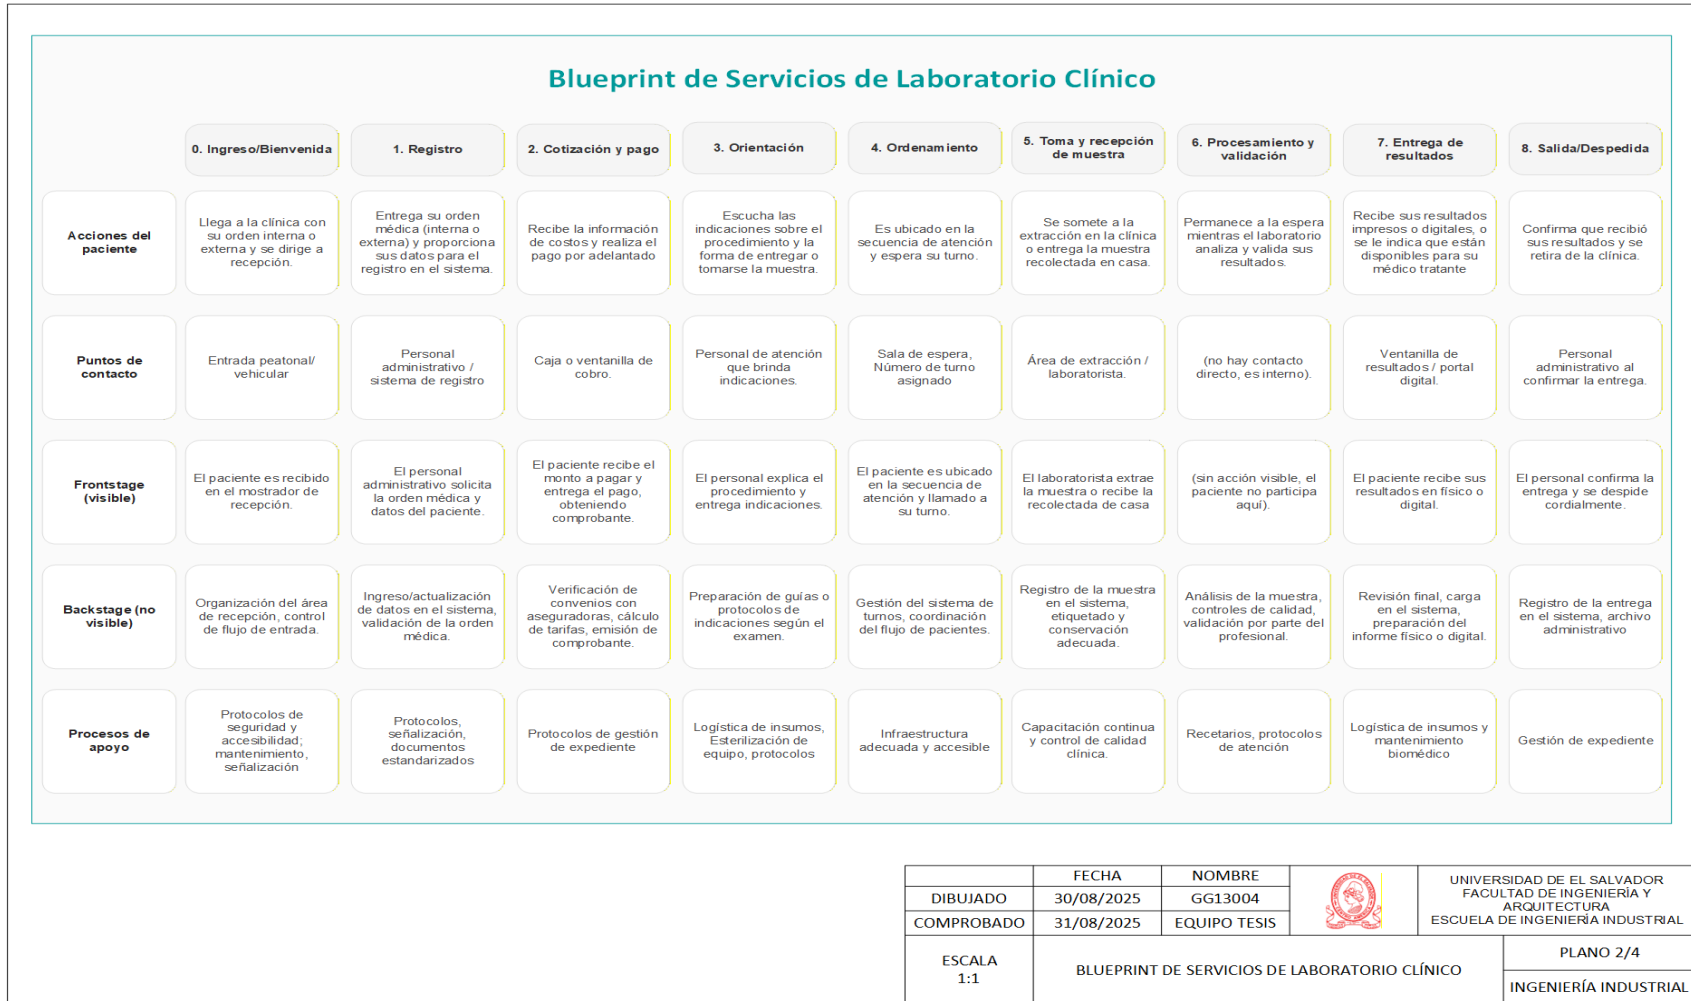 Blueprint de Servicios de Laboratorio Clínico
0. Ingreso/Bienvenida
1. Registro
2. Cotización y pago
3. Orientación
4. Ordenamiento
5. Toma y recepción
de muestra
6. Procesamiento y
validación
7. Entrega de
resultados
8. Salida/Despedida
Acciones del
paciente
Llega a la clínica con
su orden interna o
externa y se dirige a
recepción.
Entrega su orden
médica (interna o
externa) y proporciona
sus datos para el
registro en el sistema.
Recibe la información
de costos y realiza el
pago por adelantado
Escucha las
indicaciones sobre el
procedimiento y la
forma de entregar o
tomarse la muestra.
Es ubicado en la
secuencia de atención
y espera su turno.
Se somete a la
extracción en la clínica
o entrega la muestra
recolectada en casa.
Permanece a la espera
mientras el laboratorio
analiza y valida sus
resultados.
Recibe sus resultados
impresos o digitales, o
se le indica que están
disponibles para su
médico tratante
Confirma que recibió
sus resultados y se
retira de la clínica.
Puntos de
contacto
Entrada peatonal/
vehicular
Personal
administrativo /
sistema de registro
Caja o ventanilla de
cobro.
Personal de atención
que brinda
indicaciones.
Sala de espera,
Número de turno
asignado
Área de extracción /
laboratorista.
(no hay contacto
directo, es interno).
Ventanilla de
resultados / portal
digital.
Personal
administrativo al
confirmar la entrega.
Frontstage
(visible)
El paciente es recibido
en el mostrador de
recepción.
El personal
administrativo solicita
la orden médica y
datos del paciente.
El paciente recibe el
monto a pagar y
entrega el pago,
obteniendo
comprobante.
El personal explica el
procedimiento y
entrega indicaciones.
El paciente es ubicado
en la secuencia de
atención y llamado a
su turno.
El laboratorista extrae
la muestra o recibe la
recolectada de casa
(sin acción visible, el
paciente no participa
aquí).
El paciente recibe sus
resultados en físico o
digital.
El personal confirma la
entrega y se despide
cordialmente.
Backstage (no
visible)
Organización del área
de recepción, control
de flujo de entrada.
Ingreso/actualización
de datos en el sistema,
validación de la orden
médica.
Verificación de
convenios con
aseguradoras, cálculo
de tarifas, emisión de
comprobante.
Preparación de guías o
protocolos de
indicaciones según el
examen.
Gestión del sistema de
turnos, coordinación
del flujo de pacientes.
Registro de la muestra
en el sistema,
etiquetado y
conservación
adecuada.
Análisis de la muestra,
controles de calidad,
validación por parte del
profesional.
Revisión final, carga
en el sistema,
preparación del
informe físico o digital.
Registro de la entrega
en el sistema, archivo
administrativo
Procesos de
apoyo
Protocolos de
seguridad y
accesibilidad;
mantenimiento,
señalización
Protocolos,
señalización,
documentos
estandarizados
Protocolos de gestión
de expediente
Logística de insumos,
Esterilización de
equipo, protocolos
Infraestructura
adecuada y accesible
Capacitación continua
y control de calidad
clínica.
Recetarios, protocolos
de atención
Logística de insumos y
mantenimiento
biomédico
Gestión de expediente
FECHA
NOMBRE
DIBUJADO
30/08/2025
GG13004
COMPROBADO
31/08/2025
EQUIPO TESIS
UNIVERSIDAD DE EL SALVADOR
FACULTAD DE INGENIERÍA Y
ARQUITECTURA
ESCUELA DE INGENIERÍA INDUSTRIAL
ESCALA
1:1
BLUEPRINT DE SERVICIOS DE LABORATORIO CLÍNICO
PLANO 2/4
INGENIERÍA INDUSTRIAL